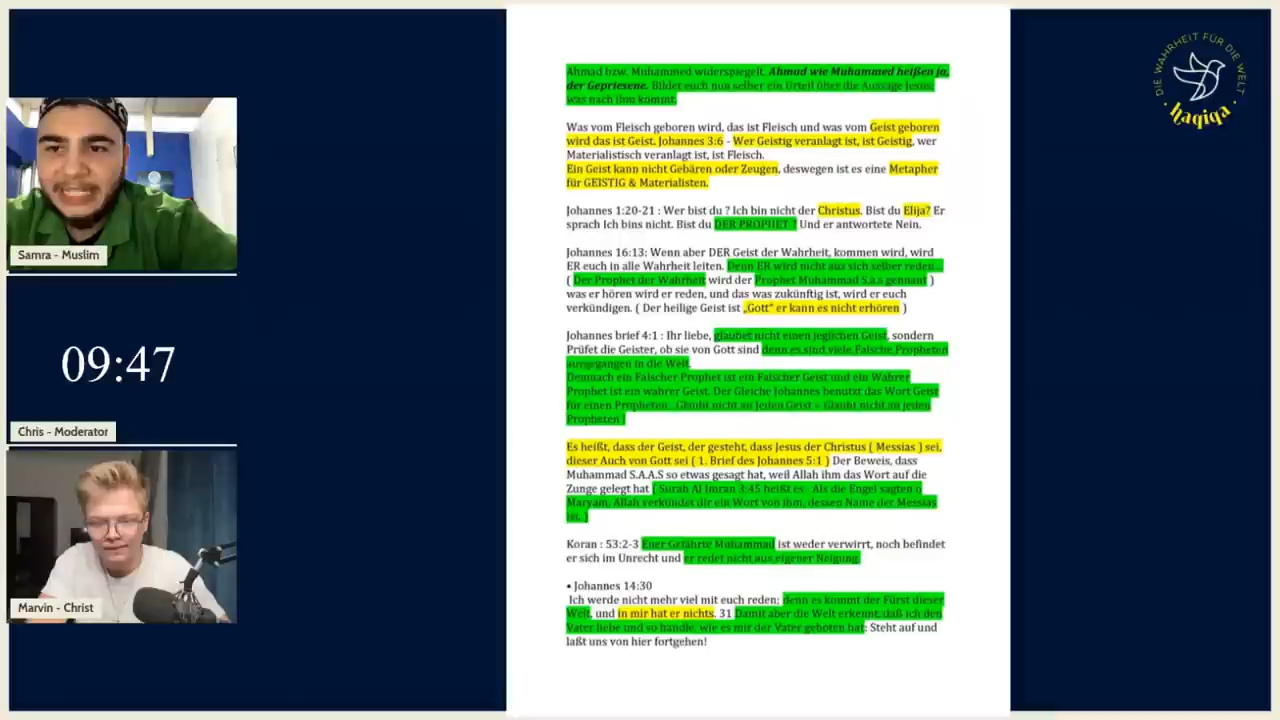 Samra - Muslim
09:47
Chris - Moderator
Marvin - Christ
Ahmad bzw. Muhammed widerspiegelt. Ahmad wie Muhammed heißen ja,
der Gepriesene. Bildet euch nun selber ein Urteil über die Aussage Jesus,
was nach ihm kommt.
Was vom Fleisch geboren wird, das ist Fleisch und was vom Geist geboren
wird das ist Geist. Johannes 3:6 - Wer Geistig veranlagt ist, ist Geistig, wer
Materialistisch veranlagt ist, ist Fleisch.
Ein Geist kann nicht Gebären oder Zeugen, deswegen ist es eine Metapher
für GEISTIG & Materialisten.
Johannes 1:20-21 : Wer bist du ? Ich bin nicht der Christus. Bist du Elija? Er
sprach Ich bins nicht. Bist du DER PROPHET ? Und er antwortete Nein.
Johannes 16:13: Wenn aber DER Geist der Wahrheit, kommen wird, wird
ER euch in alle Wahrheit leiten. Denn ER wird nicht aus sich selber reden...
( Der Prophet der Wahrheit wird der Prophet Muhammad S.a.s gennant )
was er hören wird er reden, und das was zukünftig ist, wird er euch
verkündigen. ( Der heilige Geist ist „Gott" er kann es nicht erhören )
Johannes brief 4:1 : Ihr liebe, glaubet nicht einen jeglichen Geist, sondern
Prüfet die Geister, ob sie von Gott sind denn es sind viele Falsche Propheten
ausgegangen in die Welt.
Demnach ein Falscher Prophet ist ein Falscher Geist und ein Wahrer
Prophet ist ein wahrer Geist. Der Gleiche Johannes benutzt das Wort Geist
für einen Propheten. Glaubt nicht an Jeden Geist = Glaubt nicht an jeden
Propheten !
Es heißt, dass der Geist, der gesteht, dass Jesus der Christus ( Messias ) sei,
dieser Auch von Gott sei ( 1. Brief des Johannes 5:1 ) Der Beweis, dass
Muhammad S.A.A.S so etwas gesagt hat, weil Allah ihm das Wort auf die
Zunge gelegt hat ( Surah Al Imran 3:45 heißt es : Als die Engel sagten o
Maryam, Allah verkündet dir ein Wort von ihm, dessen Name der Messias
ist. )
Koran : 53:2-3 Euer Gefährte Muhammad ist weder verwirrt, noch befindet
er sich im Unrecht und er redet nicht aus eigener Neigung.
• Johannes 14:30
Ich werde nicht mehr viel mit euch reden; denn es kommt der Fürst dieser
Welt, und in mir hat er nichts. 31 Damit aber die Welt erkennt, daß ich den
Vater liebe und so handle, wie es mir der Vater geboten hat: Steht auf und
laßt uns von hier fortgehen!
DIE WAHRHEIT FÜR DIE WELT
haqiqa